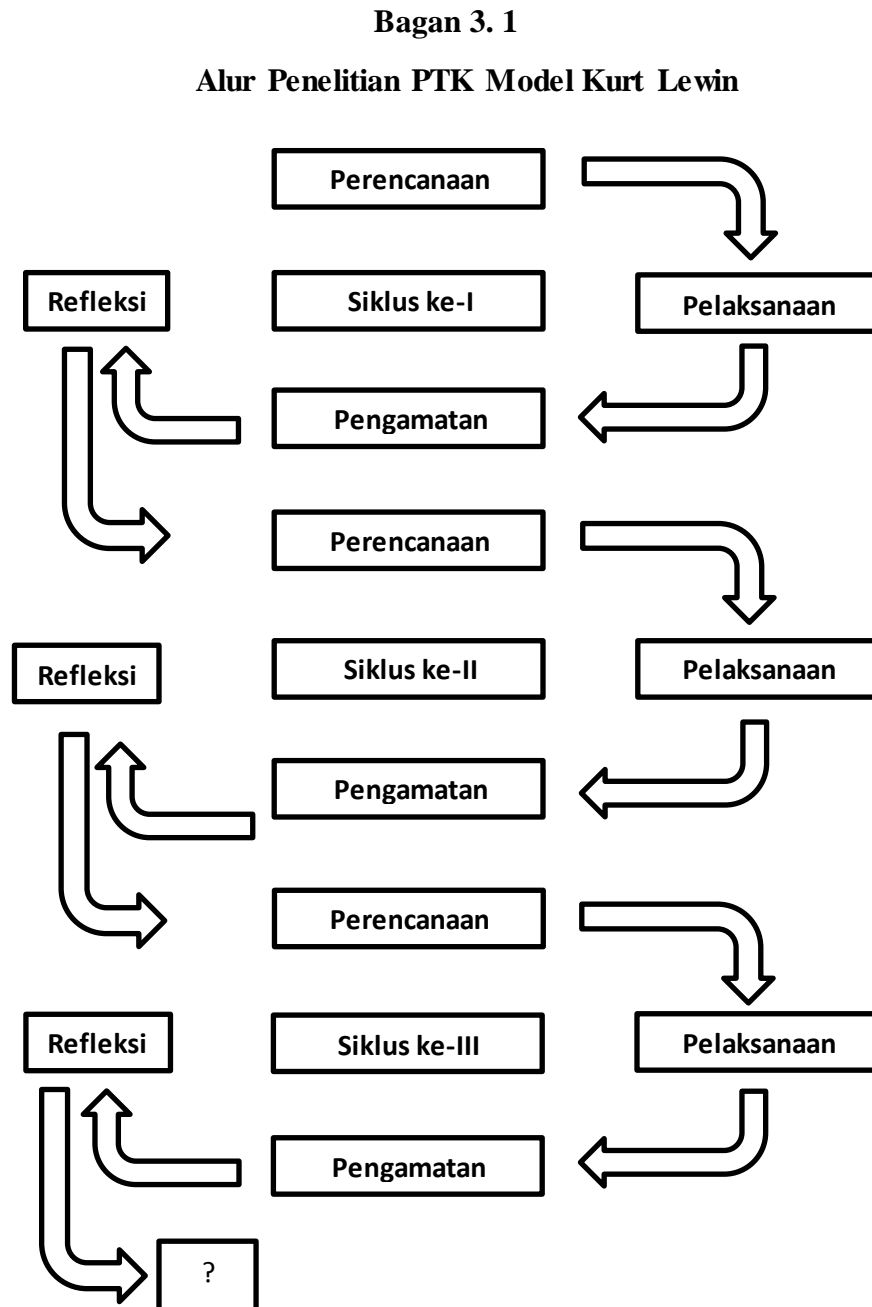 Bagan 3. 1
Alur Penelitian PTK Model Kurt Lewin
Perencanaan
Refleksi
Siklus ke-I
Pelaksanaan
Pengamatan
Perencanaan
Refleksi
Siklus ke-II
Pelaksanaan
Pengamatan
Perencanaan
Refleksi
Siklus ke-III
Pelaksanaan
Pengamatan
?